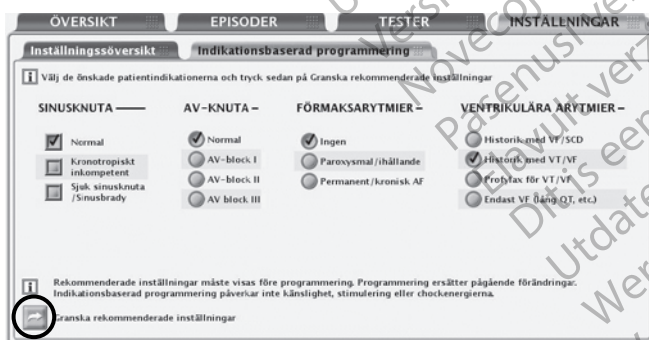 ÖVERSIKT EPISODER TESTER INSTÄLLNINGAR
Inställningssöversikt Indikationsbaserad programmering
Välj de önskade patientindikationerna och tryck sedan på Granska rekommenderade inställningar
SINUSKNUTA AV-KNUTA – FÖRMAKSARYTMIER – VENTRIKULÄRA ARYTMIER –
Normal Normal Ingen Historik med VF/SCD
Kronotropiskt inkompetent AV-block I Paroxysmal/ihållande Historik med VT/VF
Sjuk sinusknuta /Sinusbrady AV-block II Permanent/kronisk AF Profylax för VT/VF
AV block III Endast VF (lång QT, etc.)
Rekommenderade inställningar måste visas före programmering. Programmering ersätter pågående förändringar.
Indikationsbaserad programmering påverkar inte känslighet, stimulering eller chockenergierna.
Granska rekommenderade inställningar
Dit is een